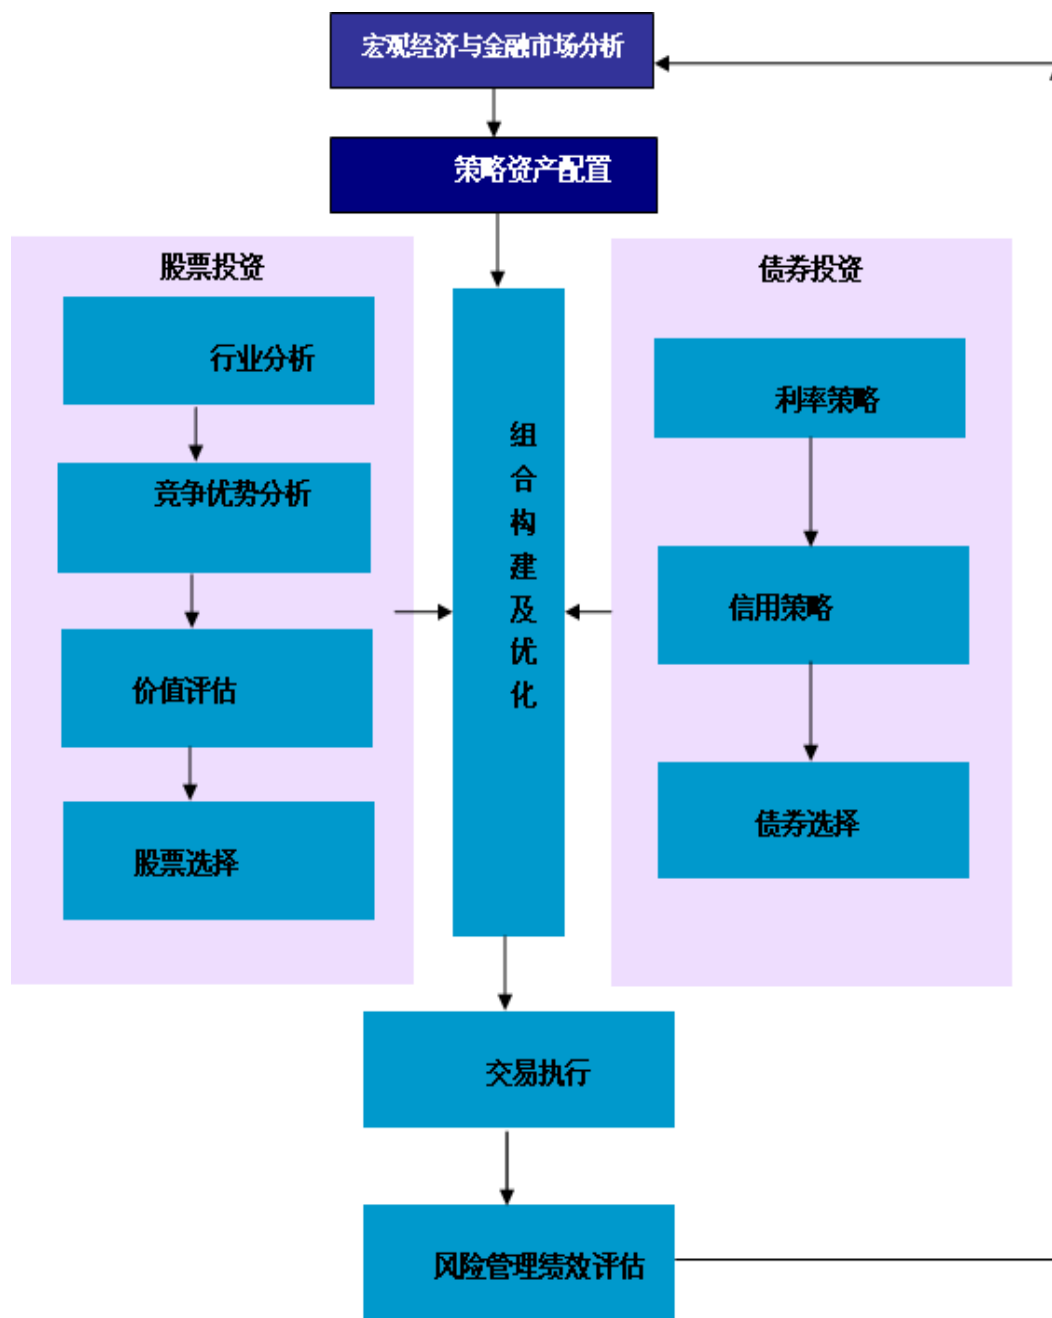 宏观经济与金融市场分析
策略资产配置
股票投资
行业分析
竞争优势分析
价值评估
股票选择
组
合
构
建
及
优
化
债券投资
利率策略
信用策略
债券选择
交易执行
风险管理绩效评估